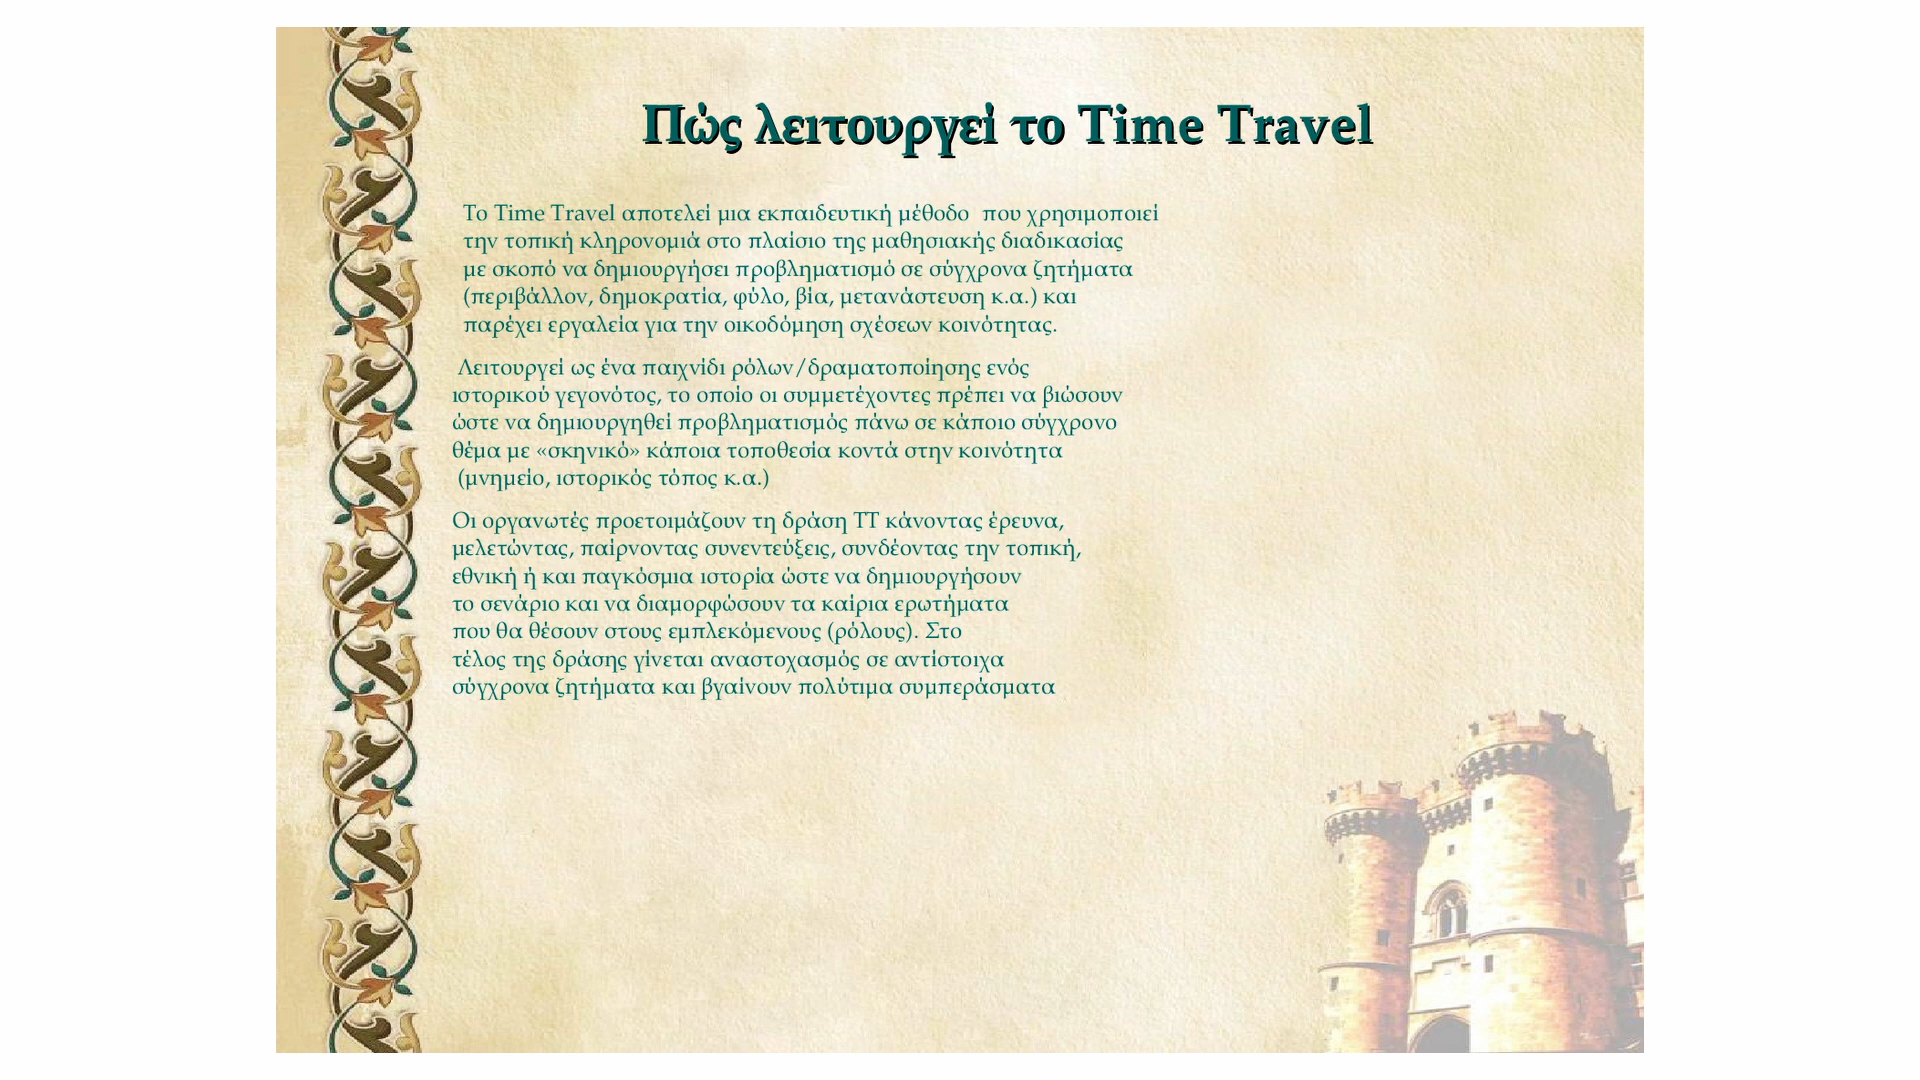 Πώς λειτουργεί το Time Travel
Το Time Travel αποτελεί μια εκπαιδευτική μέθοδο που χρησιμοποιεί
την τοπική κληρονομιά στο πλαίσιο της μαθησιακής διαδικασίας
με σκοπό να δημιουργήσει προβληματισμό σε σύγχρονα ζητήματα
(περιβάλλον, δημοκρατία, φύλο, βία, μετανάστευση κ.α.) και
παρέχει εργαλεία για την οικοδόμηση σχέσεων κοινότητας.
Λειτουργεί ως ένα παιχνίδι ρόλων/δραματοποίησης ενός
ιστορικού γεγονότος, το οποίο οι συμμετέχοντες πρέπει να βιώσουν
ώστε να δημιουργηθεί προβληματισμός πάνω σε κάποιο σύγχρονο
θέμα με «σκηνικό» κάποια τοποθεσία κοντά στην κοινότητα
(μνημείο, ιστορικός τόπος κ.α.)
Οι οργανωτές προετοιμάζουν τη δράση ΤΤ κάνοντας έρευνα,
μελετώντας, παίρνοντας συνεντεύξεις, συνδέοντας την τοπική,
εθνική ή και παγκόσμια ιστορία ώστε να δημιουργήσουν
το σενάριο και να διαμορφώσουν τα καίρια ερωτήματα
που θα θέσουν στους εμπλεκόμενους (ρόλους). Στο
τέλος της δράσης γίνεται αναστοχασμός σε αντίστοιχα
σύγχρονα ζητήματα και βγαίνουν πολύτιμα συμπεράσματα